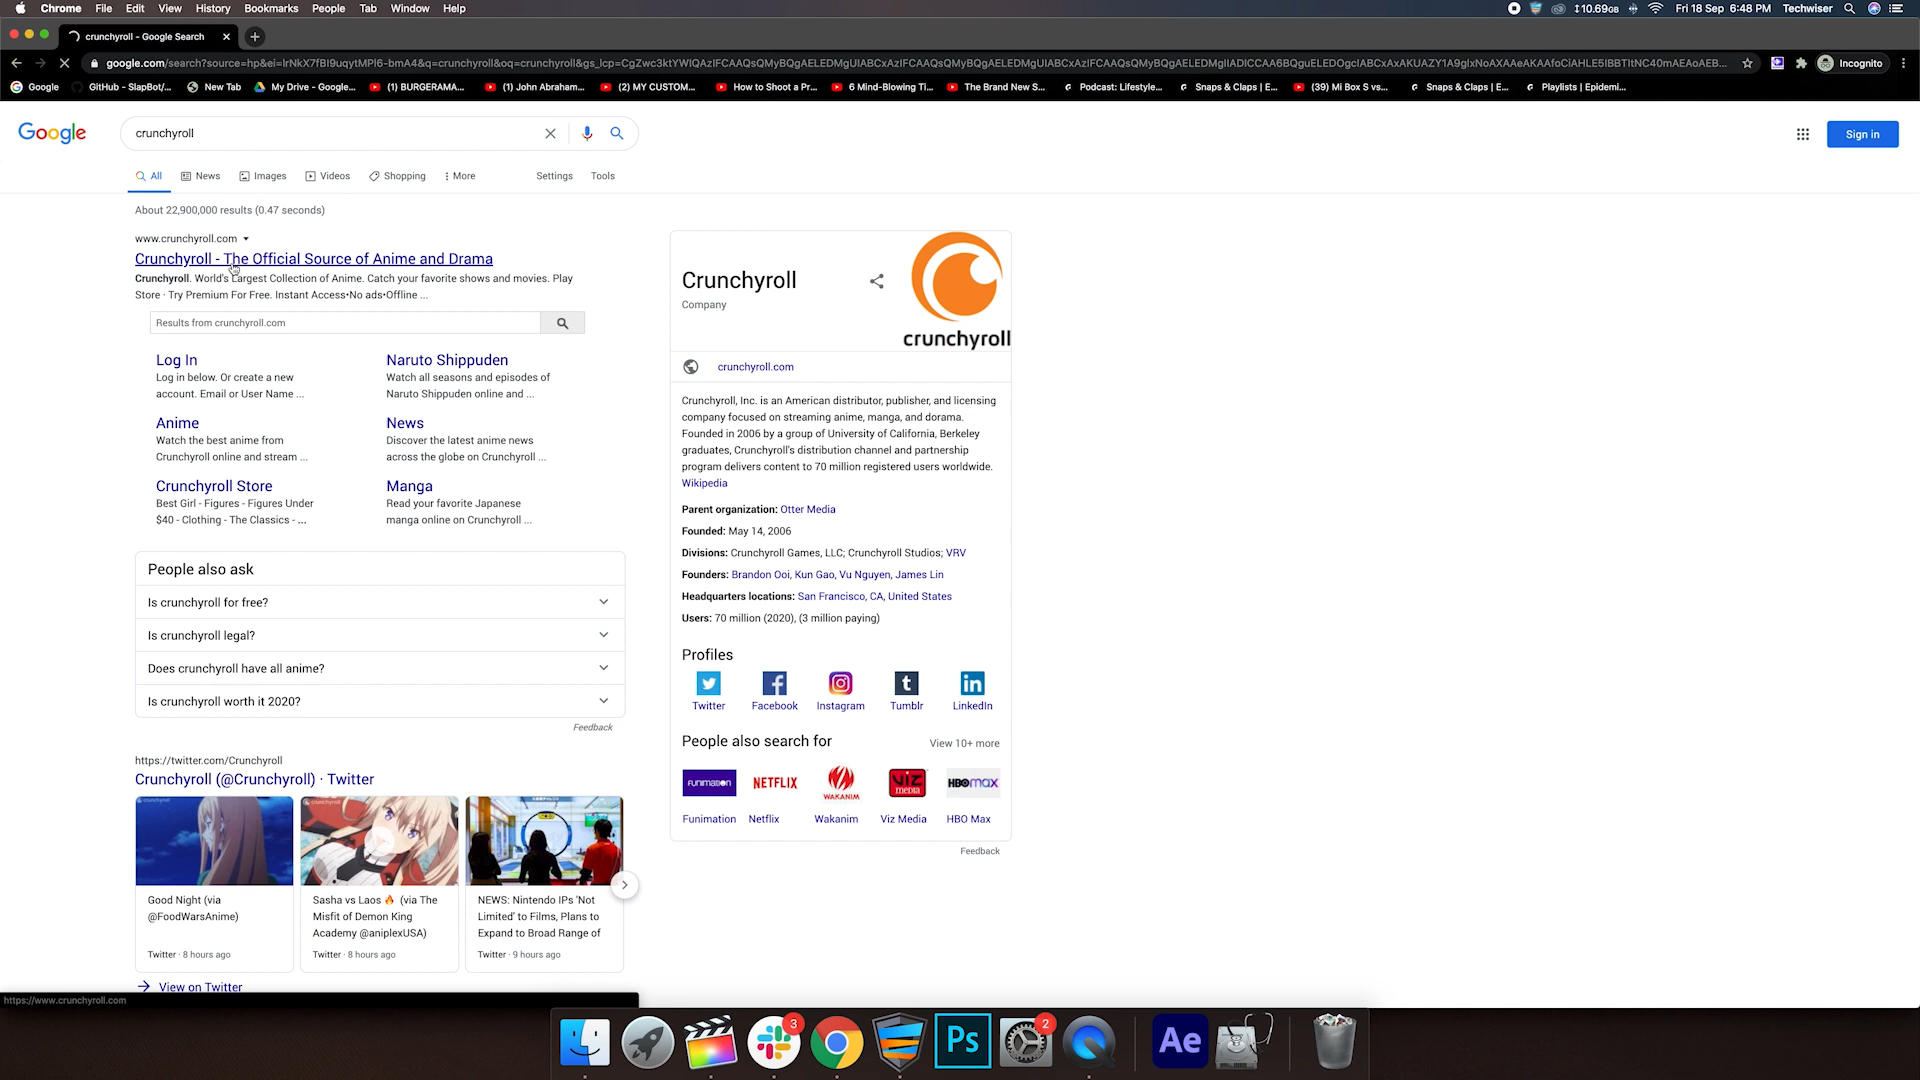 Chrome File Edit View History Bookmarks People Tab Window Help
10.69GB Fri 18 Sep 6:48 PM Techwiser
crunchyroll - Google Search
Incognito
Google GitHub - SlapBot/... New Tab My Drive - Google... (1) BURGERAMA... (1) John Abraham... (2) MY CUSTOM... How to Shoot a Pr... 6 Mind-Blowing Ti... The Brand New S... Podcast: Lifestyle... Snaps & Claps | E... (39) Mi Box S vs... Snaps & Claps | E... Playlists | Epidemi...
Google crunchyroll Sign in
All News Images Videos Shopping More Settings Tools
About 22,900,000 results (0.47 seconds)
www.crunchyroll.com
Crunchyroll - The Official Source of Anime and Drama
Crunchyroll. World's Largest Collection of Anime. Catch your favorite shows and movies. Play
Store · Try Premium For Free. Instant Access•No ads•Offline ...
Results from crunchyroll.com
Log In
Log in below. Or create a new
account. Email or User Name ...
Naruto Shippuden
Watch all seasons and episodes of
Naruto Shippuden online and ...
Anime
Watch the best anime from
Crunchyroll online and stream ...
News
Discover the latest anime news
across the globe on Crunchyroll ...
Crunchyroll Store
Best Girl - Figures - Figures Under
$40 - Clothing - The Classics - ...
Manga
Read your favorite Japanese
manga online on Crunchyroll ...
People also ask
Is crunchyroll for free?
Is crunchyroll legal?
Does crunchyroll have all anime?
Is crunchyroll worth it 2020?
Feedback
https://twitter.com/Crunchyroll
Crunchyroll (@Crunchyroll) · Twitter
Good Night (via
@FoodWarsAnime)
Twitter · 8 hours ago
Sasha vs Laos 🔥 (via The
Misfit of Demon King
Academy @aniplexUSA)
Twitter · 8 hours ago
NEWS: Nintendo IPs 'Not
Limited' to Films, Plans to
Expand to Broad Range of
Twitter · 9 hours ago
View on Twitter
Crunchyroll
Company
crunchyroll
crunchyroll.com
Crunchyroll, Inc. is an American distributor, publisher, and licensing
company focused on streaming anime, manga, and dorama.
Founded in 2006 by a group of University of California, Berkeley
graduates, Crunchyroll's distribution channel and partnership
program delivers content to 70 million registered users worldwide.
Wikipedia
Parent organization: Otter Media
Founded: May 14, 2006
Divisions: Crunchyroll Games, LLC; Crunchyroll Studios; VRV
Founders: Brandon Ooi, Kun Gao, Vu Nguyen, James Lin
Headquarters locations: San Francisco, CA, United States
Users: 70 million (2020), (3 million paying)
Profiles
Twitter Facebook Instagram Tumblr LinkedIn
People also search for View 10+ more
FUNIMATION NETFLIX WAKANIM VIZ MEDIA HBOMAX
Funimation Netflix Wakanim Viz Media HBO Max
Feedback
https://www.crunchyroll.com
3 Ps 2 Ae